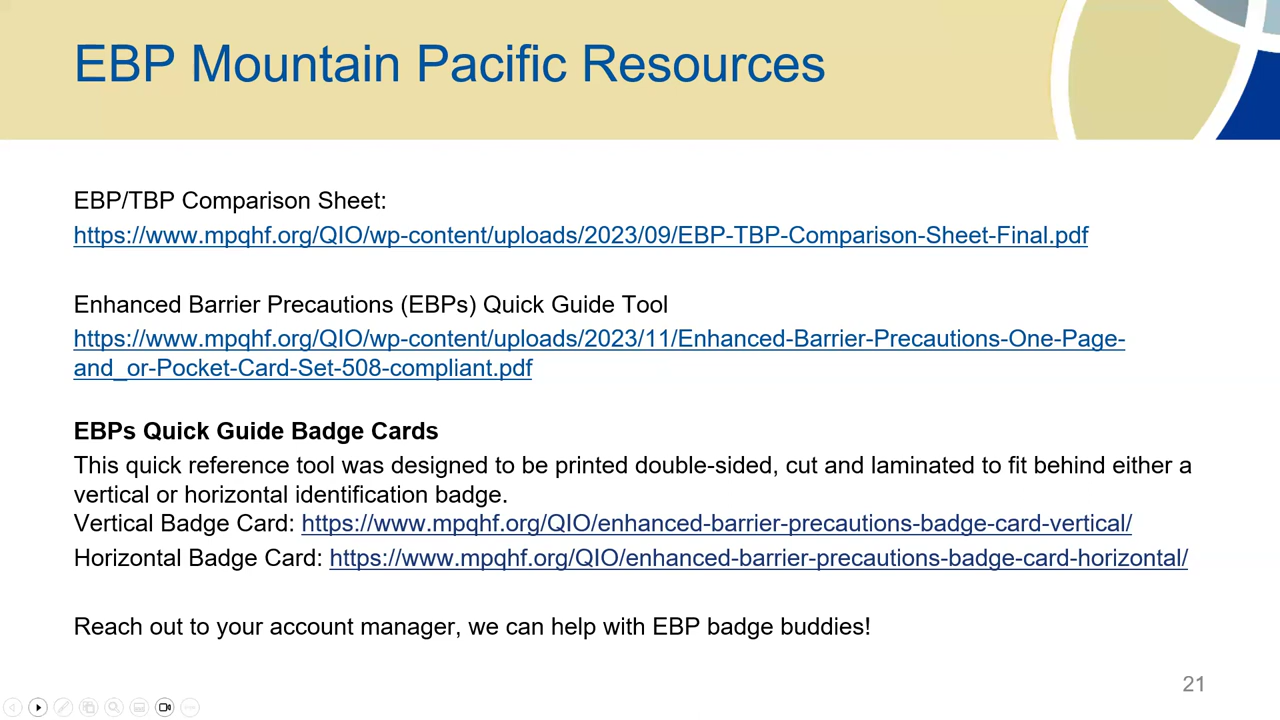 EBP Mountain Pacific Resources
EBP/TBP Comparison Sheet:
https://www.mpqhf.org/QIO/wp-content/uploads/2023/09/EBP-TBP-Comparison-Sheet-Final.pdf
Enhanced Barrier Precautions (EBPs) Quick Guide Tool
https://www.mpqhf.org/QIO/wp-content/uploads/2023/11/Enhanced-Barrier-Precautions-One-Page-
and_or-Pocket-Card-Set-508-compliant.pdf
EBPs Quick Guide Badge Cards
This quick reference tool was designed to be printed double-sided, cut and laminated to fit behind either a
vertical or horizontal identification badge.
Vertical Badge Card: https://www.mpqhf.org/QIO/enhanced-barrier-precautions-badge-card-vertical/
Horizontal Badge Card: https://www.mpqhf.org/QIO/enhanced-barrier-precautions-badge-card-horizontal/
Reach out to your account manager, we can help with EBP badge buddies!
21